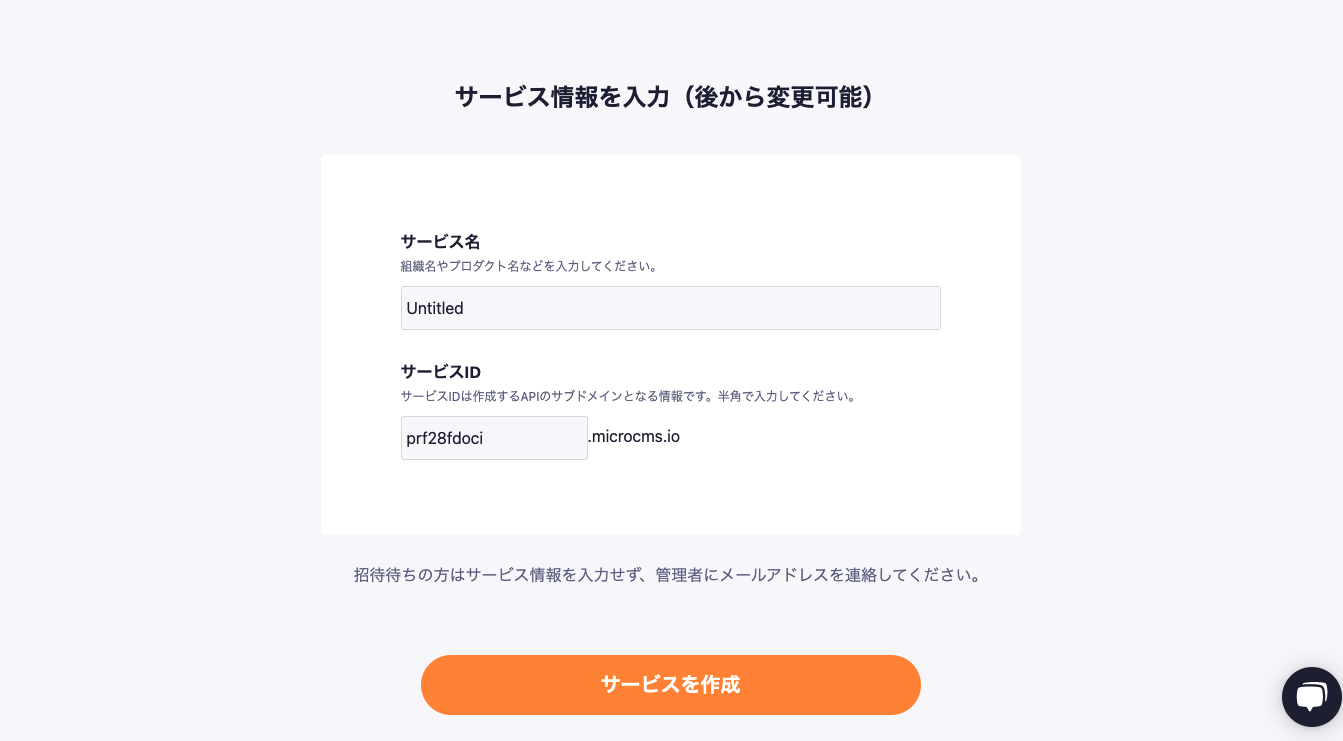 サービス情報を入力（後から変更可能）
サービス名
組織名やプロダクト名などを入力してください。
Untitled
サービスID
サービスIDは作成するAPIのサブドメインとなる情報です。半角で入力してください。
prf28fdoci.microcms.io
招待待ちの方はサービス情報を入力せず、管理者にメールアドレスを連絡してください。
サービスを作成